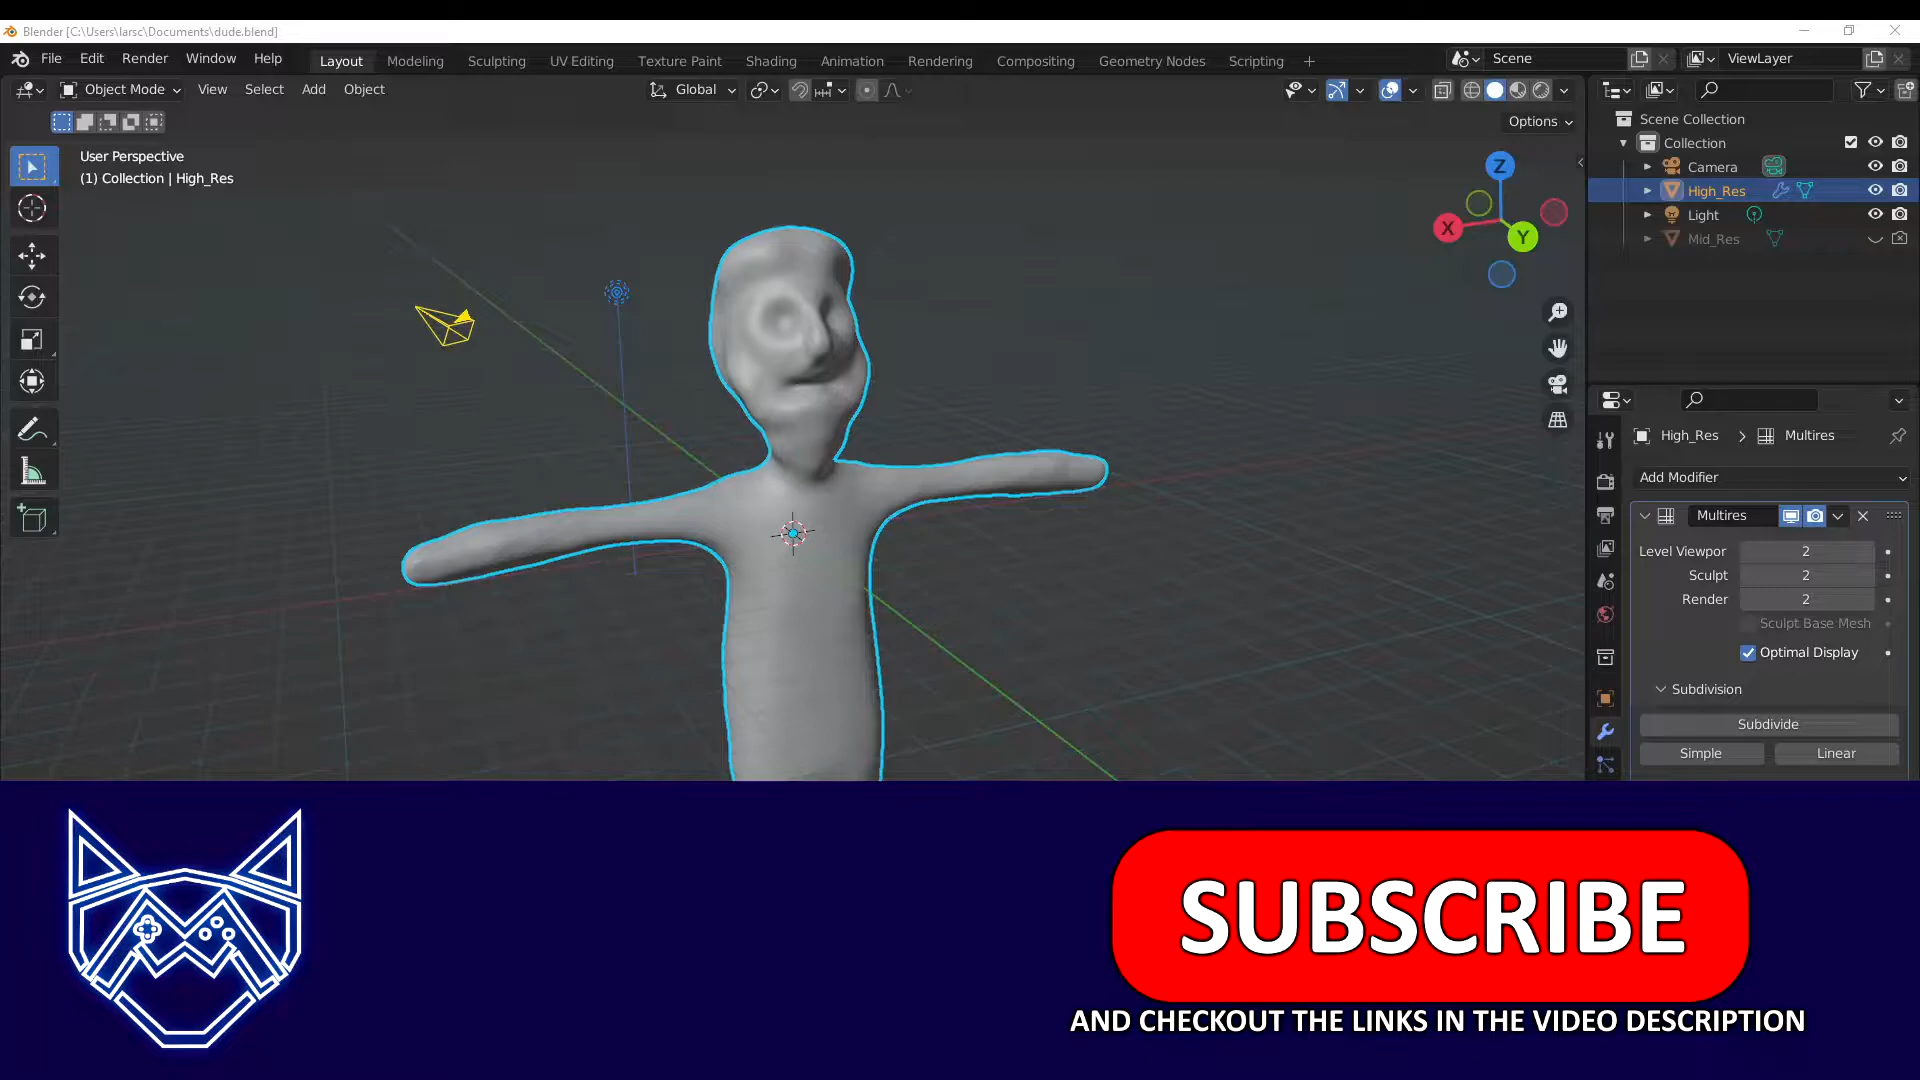 Blender [C:\Users\larsc\Documents\dude.blend]
File Edit Render Window Help
Layout Modeling Sculpting UV Editing Texture Paint Shading Animation Rendering Compositing Geometry Nodes Scripting +
Scene
ViewLayer
Object Mode View Select Add Object
Global
Options
User Perspective
(1) Collection | High_Res
Z
X
Y
Scene Collection
Collection
Camera
High_Res
Light
Mid_Res
High_Res > Multires
Add Modifier
Multires
Level Viewpor 2
Sculpt 2
Render 2
Sculpt Base Mesh
Optimal Display
Subdivision
Subdivide
Simple Linear
SUBSCRIBE
AND CHECKOUT THE LINKS IN THE VIDEO DESCRIPTION